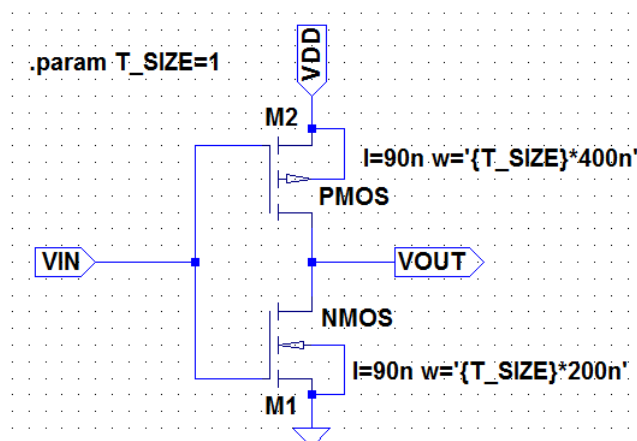 .param T_SIZE=1
VDD
M2
l=90n w='{T_SIZE}*400n'
PMOS
VIN
VOUT
NMOS
l=90n w='{T_SIZE}*200n'
M1